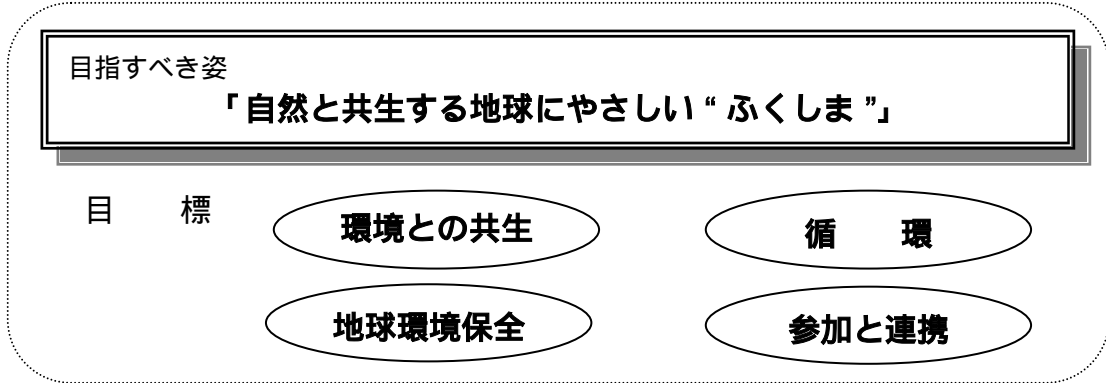 目指すべき姿
「自然と共生する地球にやさしい“ふくしま”」
目　標
環境との共生
循　環
地球環境保全
参加と連携